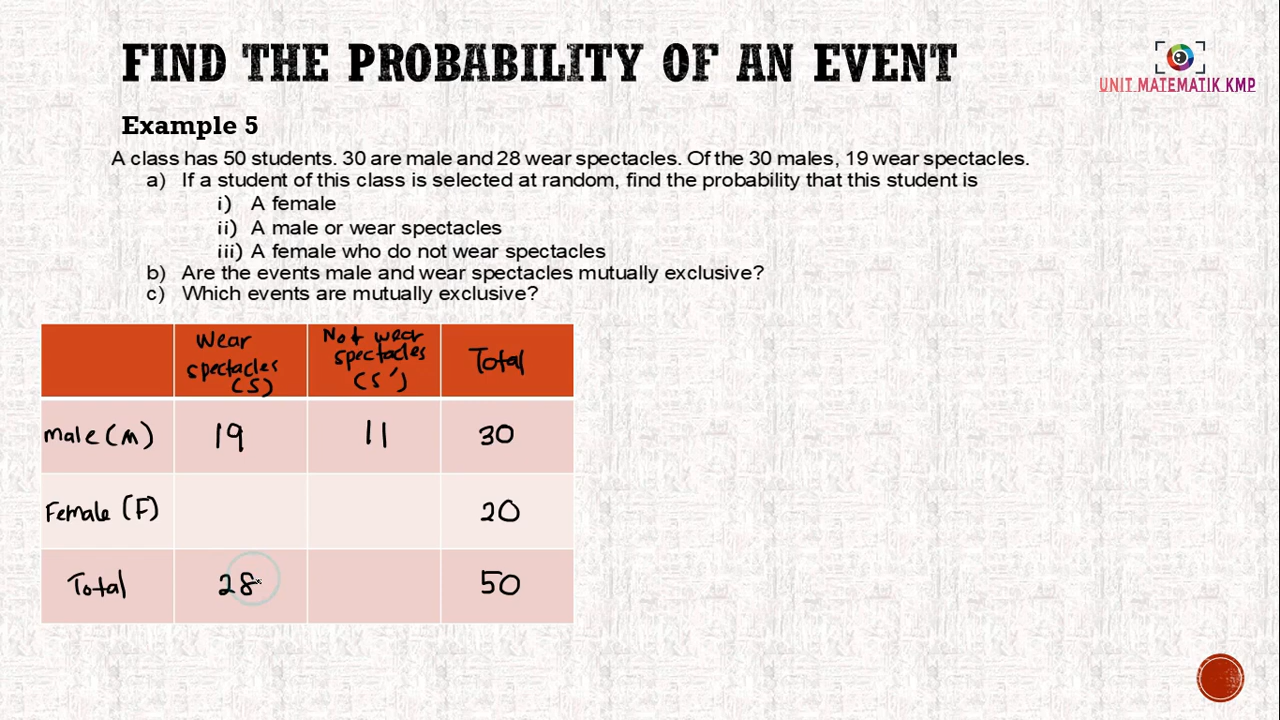 FIND THE PROBABILITY OF AN EVENT
UNIT MATEMATIK KMP
Example 5
A class has 50 students. 30 are male and 28 wear spectacles. Of the 30 males, 19 wear spectacles.
a) If a student of this class is selected at random, find the probability that this student is
i) A female
ii) A male or wear spectacles
iii) A female who do not wear spectacles
b) Are the events male and wear spectacles mutually exclusive?
c) Which events are mutually exclusive?
Wear spectacles (S) Not wear spectacles (S') Total
Male (M) 19 11 30
Female (F) 20
Total 28 50